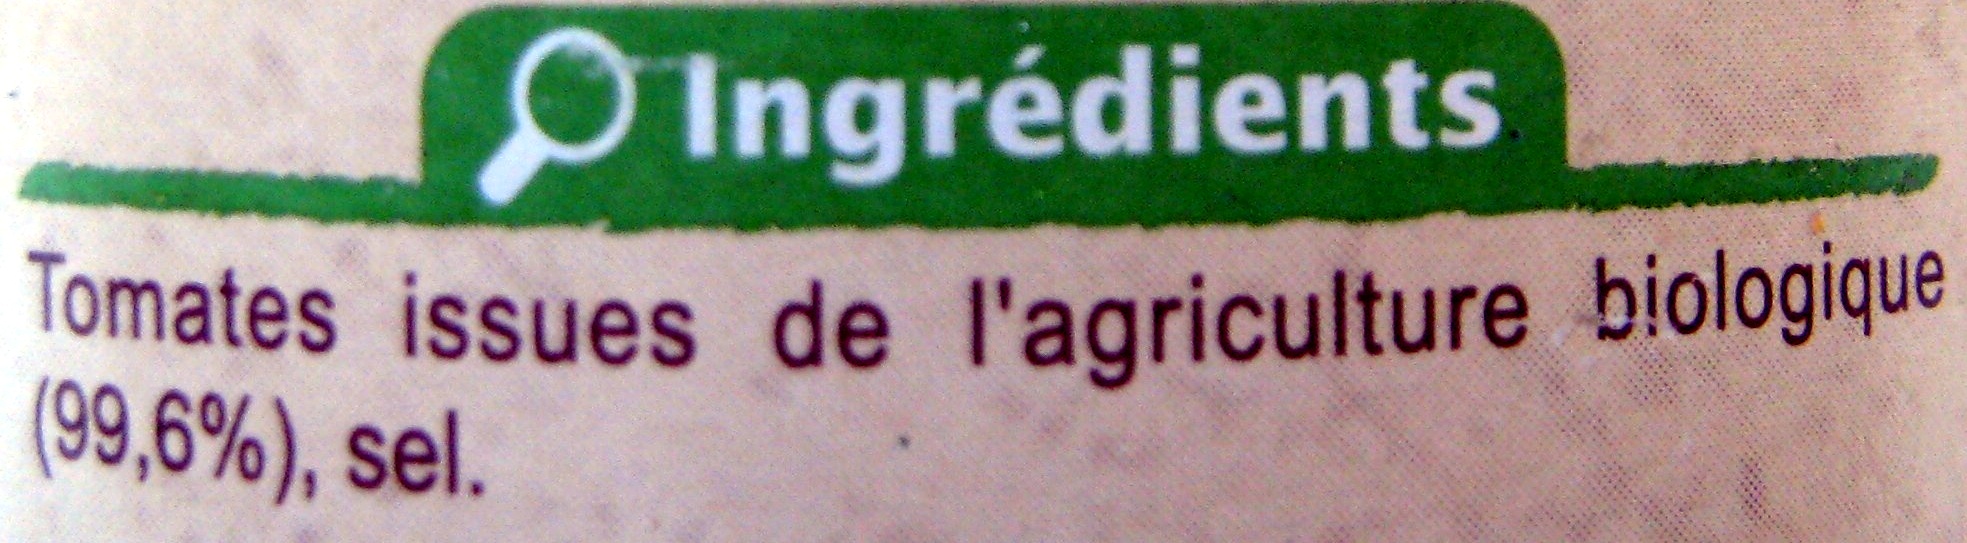 Ingrédients
Tomates issues de l'agriculture biologique
(99,6%), sel.